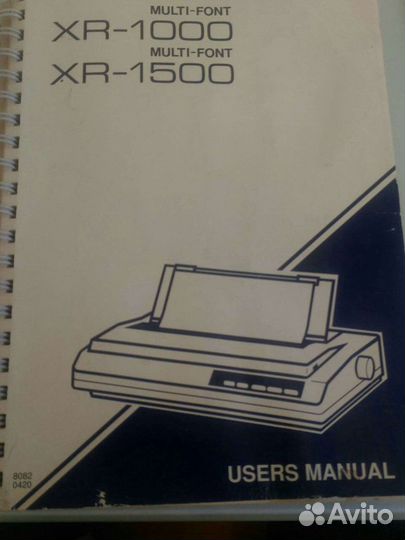 MULTI-FONT
XR-1000
MULTI-FONT
XR-1500
8082
0420
USERS MANUAL
Avito